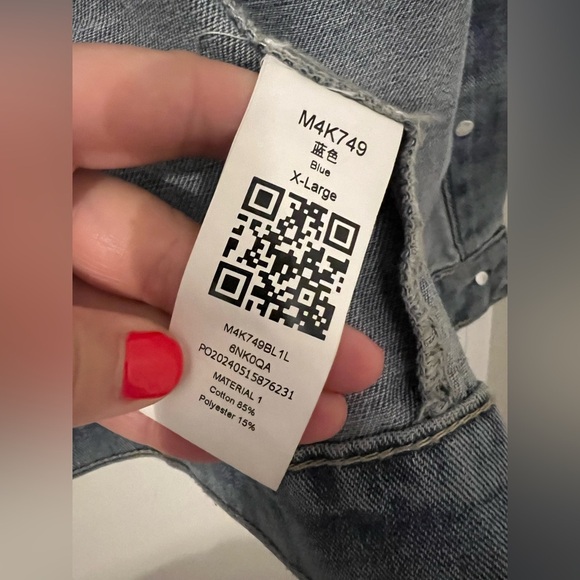 M4K749
蓝色
Blue
X-Large
M4K749BL1L
6NK0QA
PO20240515876231
MATERIAL 1
Cotton 85%
Polyester 15%